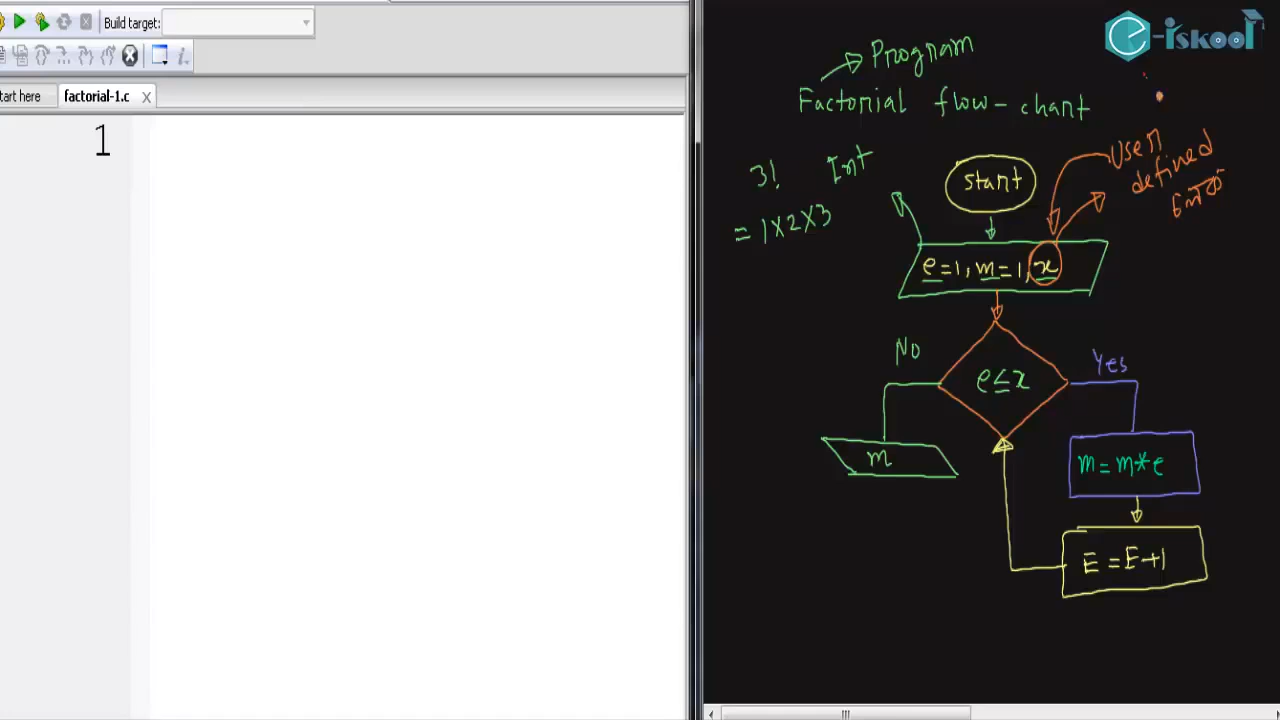 Build target:
tart here
factorial-1.c
1
e-iskool
Program
Factorial flow-chart
3!
Int
= 1X2X3
Start
User
defined
e=1, m=1, x
No
e≤x
Yes
m
m=m*e
E=E+1